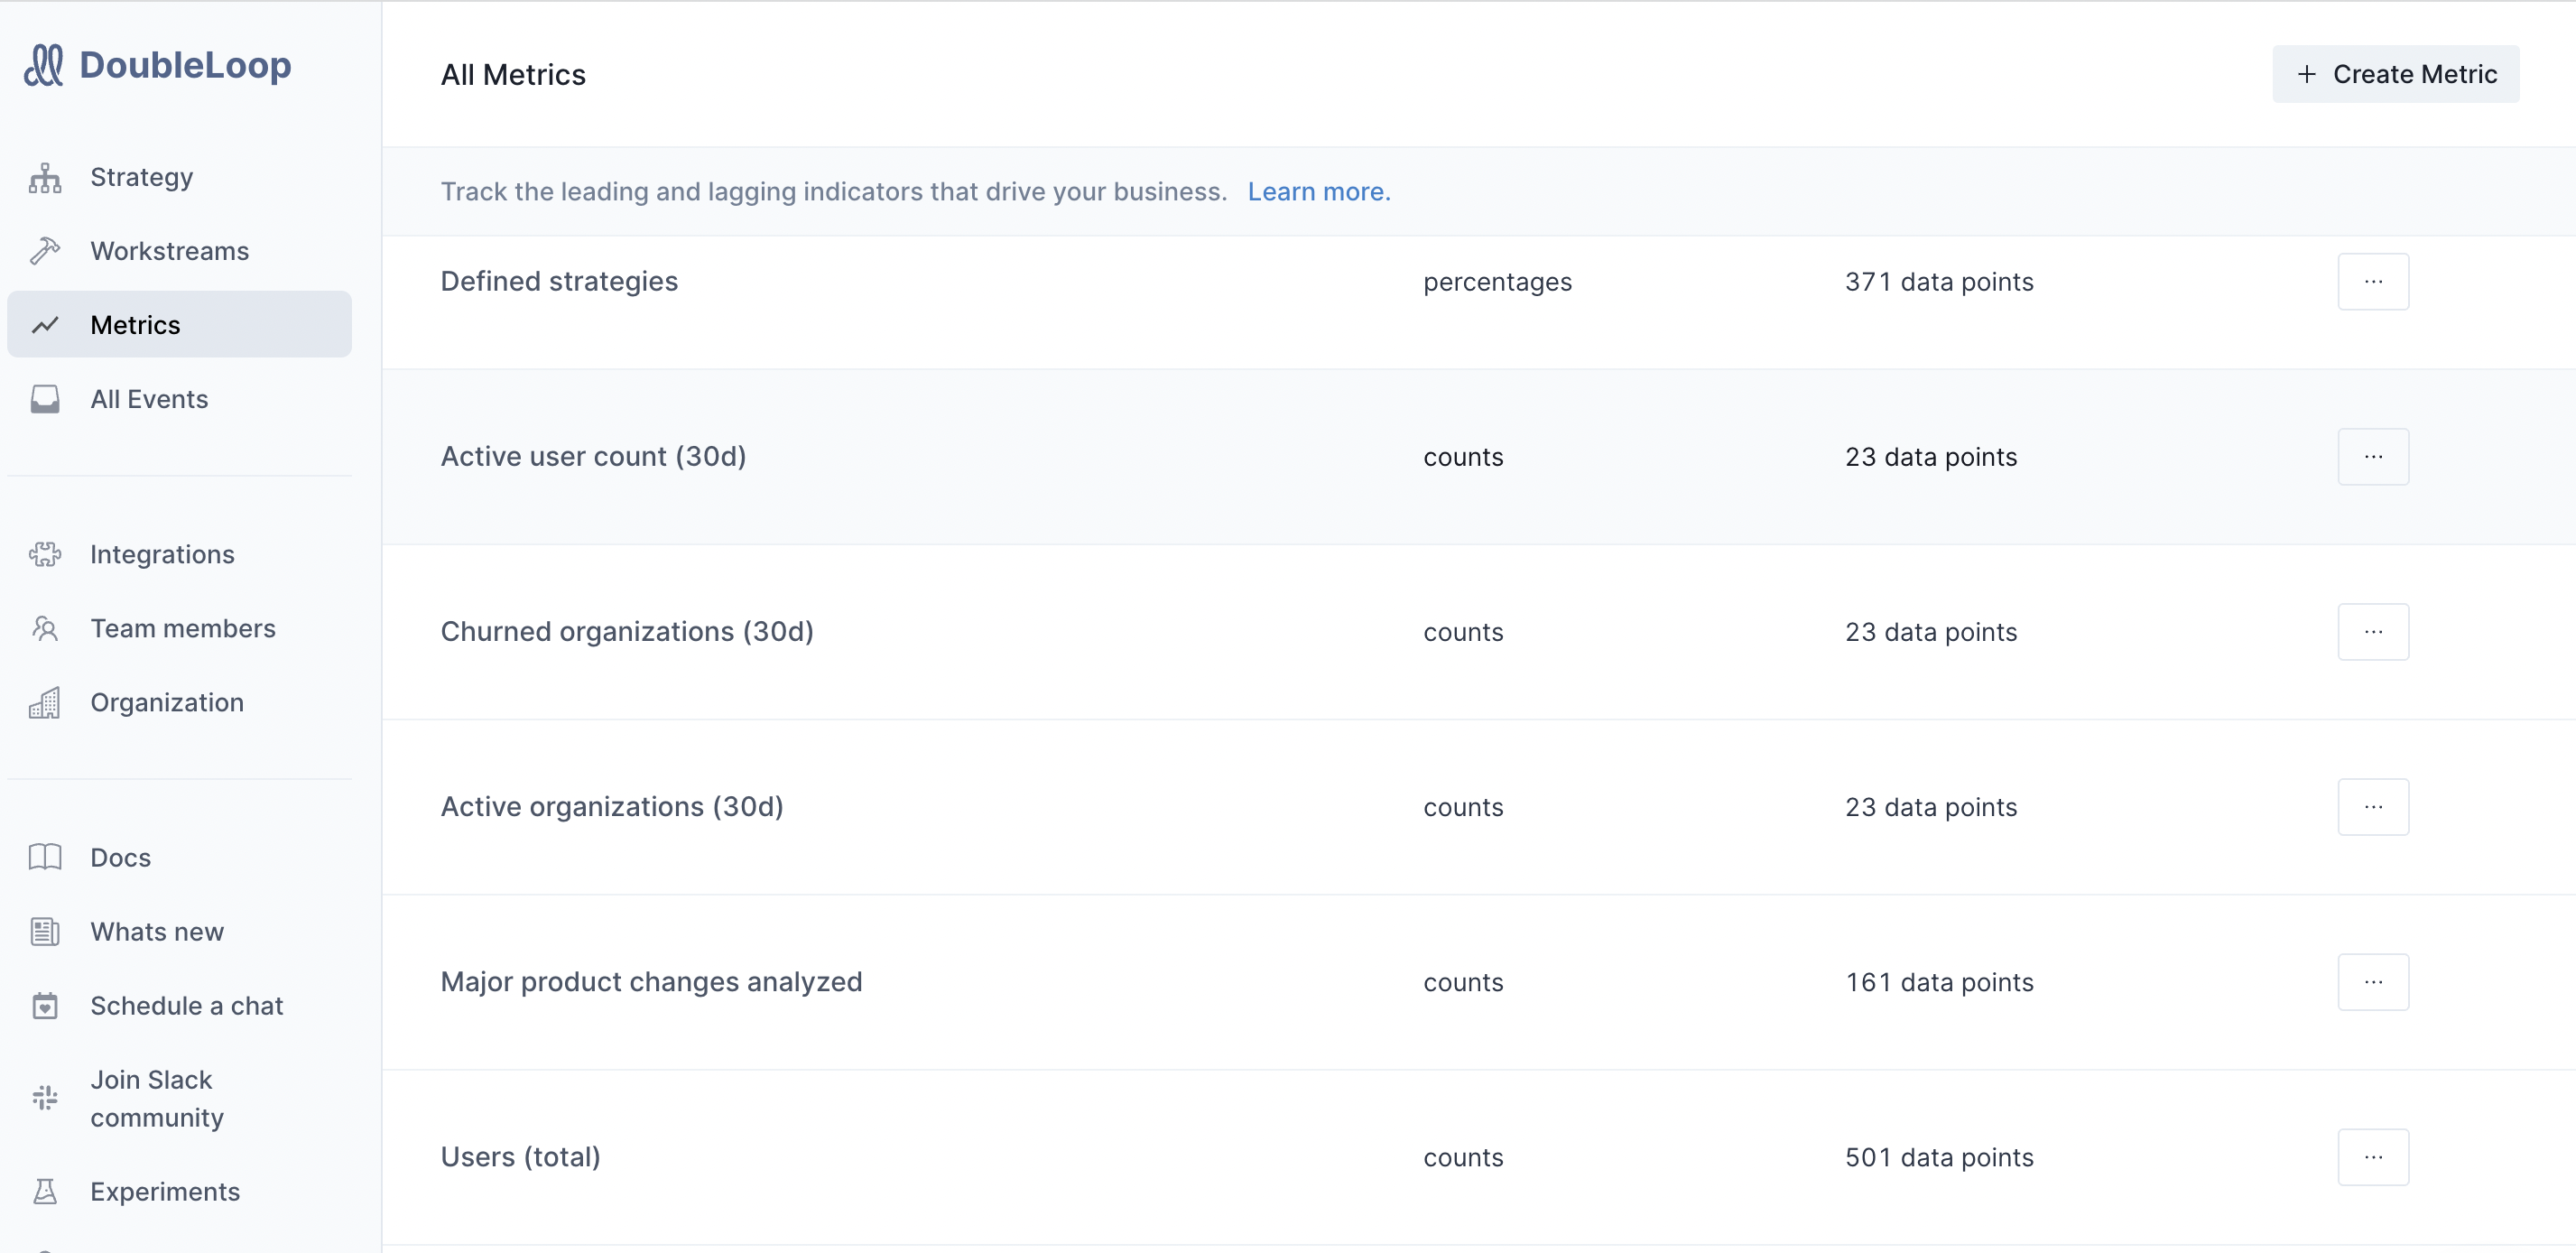 DoubleLoop
Strategy
Workstreams
Metrics
All Events
Integrations
Team members
Organization
Docs
Whats new
Schedule a chat
Join Slack
community
Experiments
All Metrics
+ Create Metric
Track the leading and lagging indicators that drive your business. Learn more.
Defined strategies percentages 371 data points ...
Active user count (30d) counts 23 data points ...
Churned organizations (30d) counts 23 data points ...
Active organizations (30d) counts 23 data points ...
Major product changes analyzed counts 161 data points ...
Users (total) counts 501 data points ...